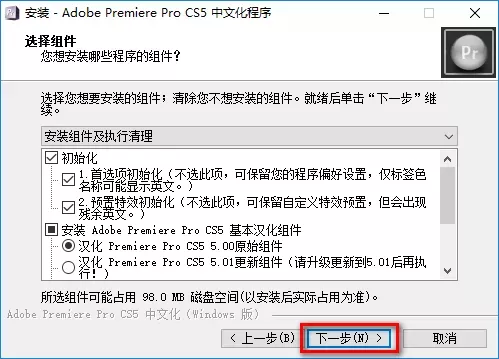 安装 - Adobe Premiere Pro CS5 中文化程序
选择组件
您想安装哪些程序的组件？
Pr
选择您想要安装的组件；清除您不想安装的组件。就绪后单击“下一步”继
续。
安装组件及执行清理
初始化
1.首选项初始化（不选此项，可保留您的程序偏好设置，仅标签色
名称可能显示英文。）
2.预置特效初始化（不选此项，可保留自定义特效预置，但会出现
残余英文。）
安装 Adobe Premiere Pro CS5 基本汉化组件
汉化 Premiere Pro CS5 5.00原始组件
汉化 Premiere Pro CS5 5.01更新组件（请升级更新到5.01后再执
行！）
所选组件可能占用 98.0 MB 磁盘空间(以安装后实际占用为准)。
Adobe Premiere Pro CS5 中文化(Windows 版)
< 上一步(B)
下一步(N) >
取消